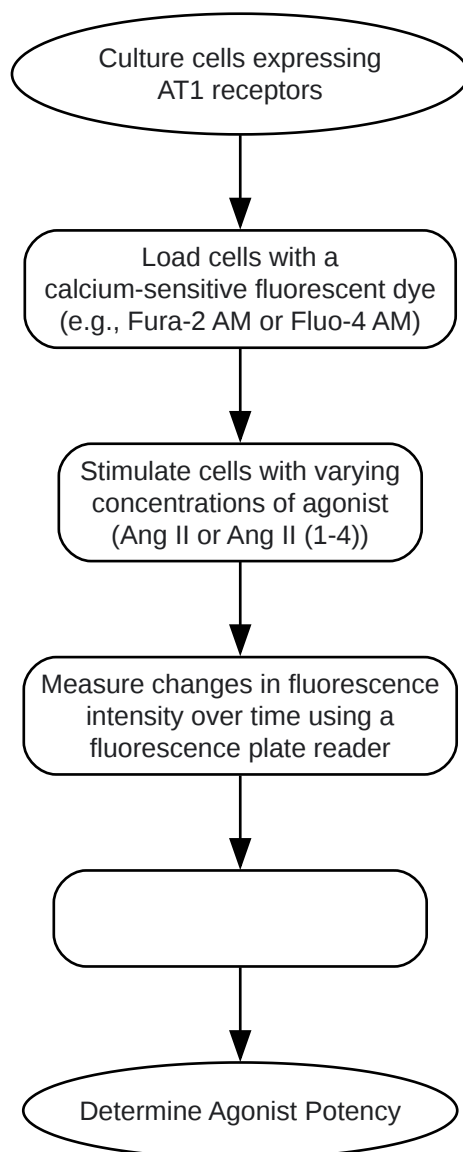 Culture cells expressing
AT1 receptors
Load cells with a
calcium-sensitive fluorescent dye
(e.g., Fura-2 AM or Fluo-4 AM)
Stimulate cells with varying
concentrations of agonist
(Ang II or Ang II (1-4))
Measure changes in fluorescence
intensity over time using a
fluorescence plate reader
Determine Agonist Potency